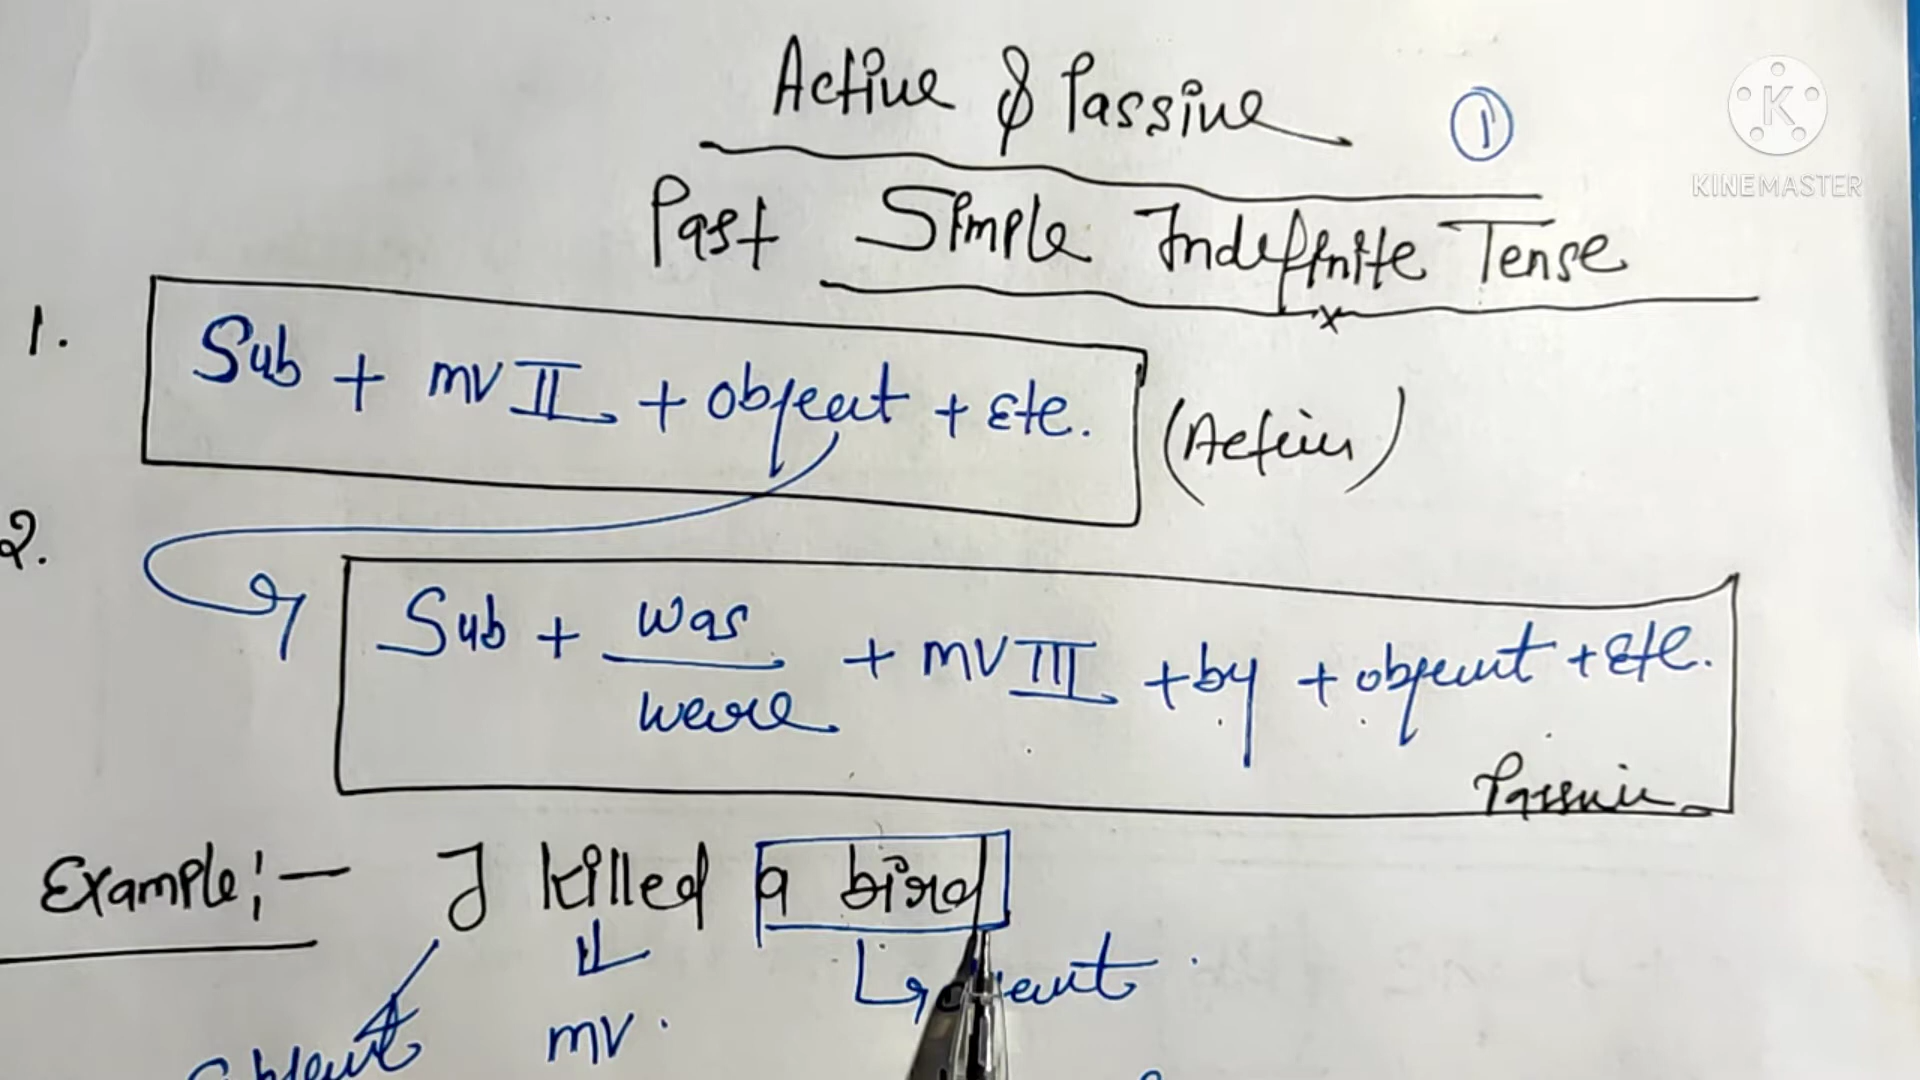 Active & Passive
1
K
KINEMASTER
Past Simple Indefinite Tense
1. Sub + mv II + object + Etc. (Active)
2. Sub + was/were + mv III + by + object + Etc.
Passive
Example:- I killed a bird
mv.